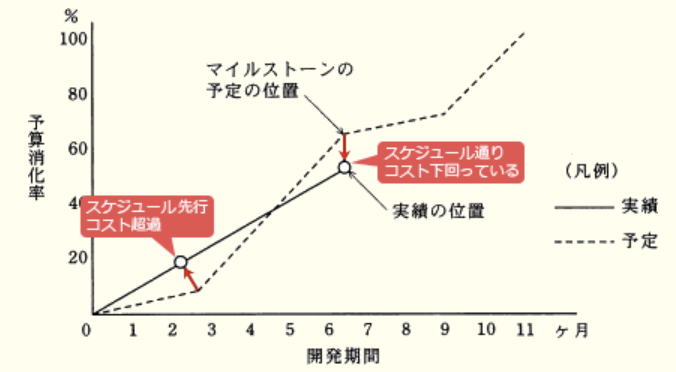 %
100
80
60
40
20
0
予算消化率
マイルストーンの
予定の位置
スケジュール通り
コスト下回っている
実績の位置
スケジュール先行
コスト超過
(凡例)
実績
予定
1 2 3 4 5 6 7 8 9 10 11 ヶ月
開発期間